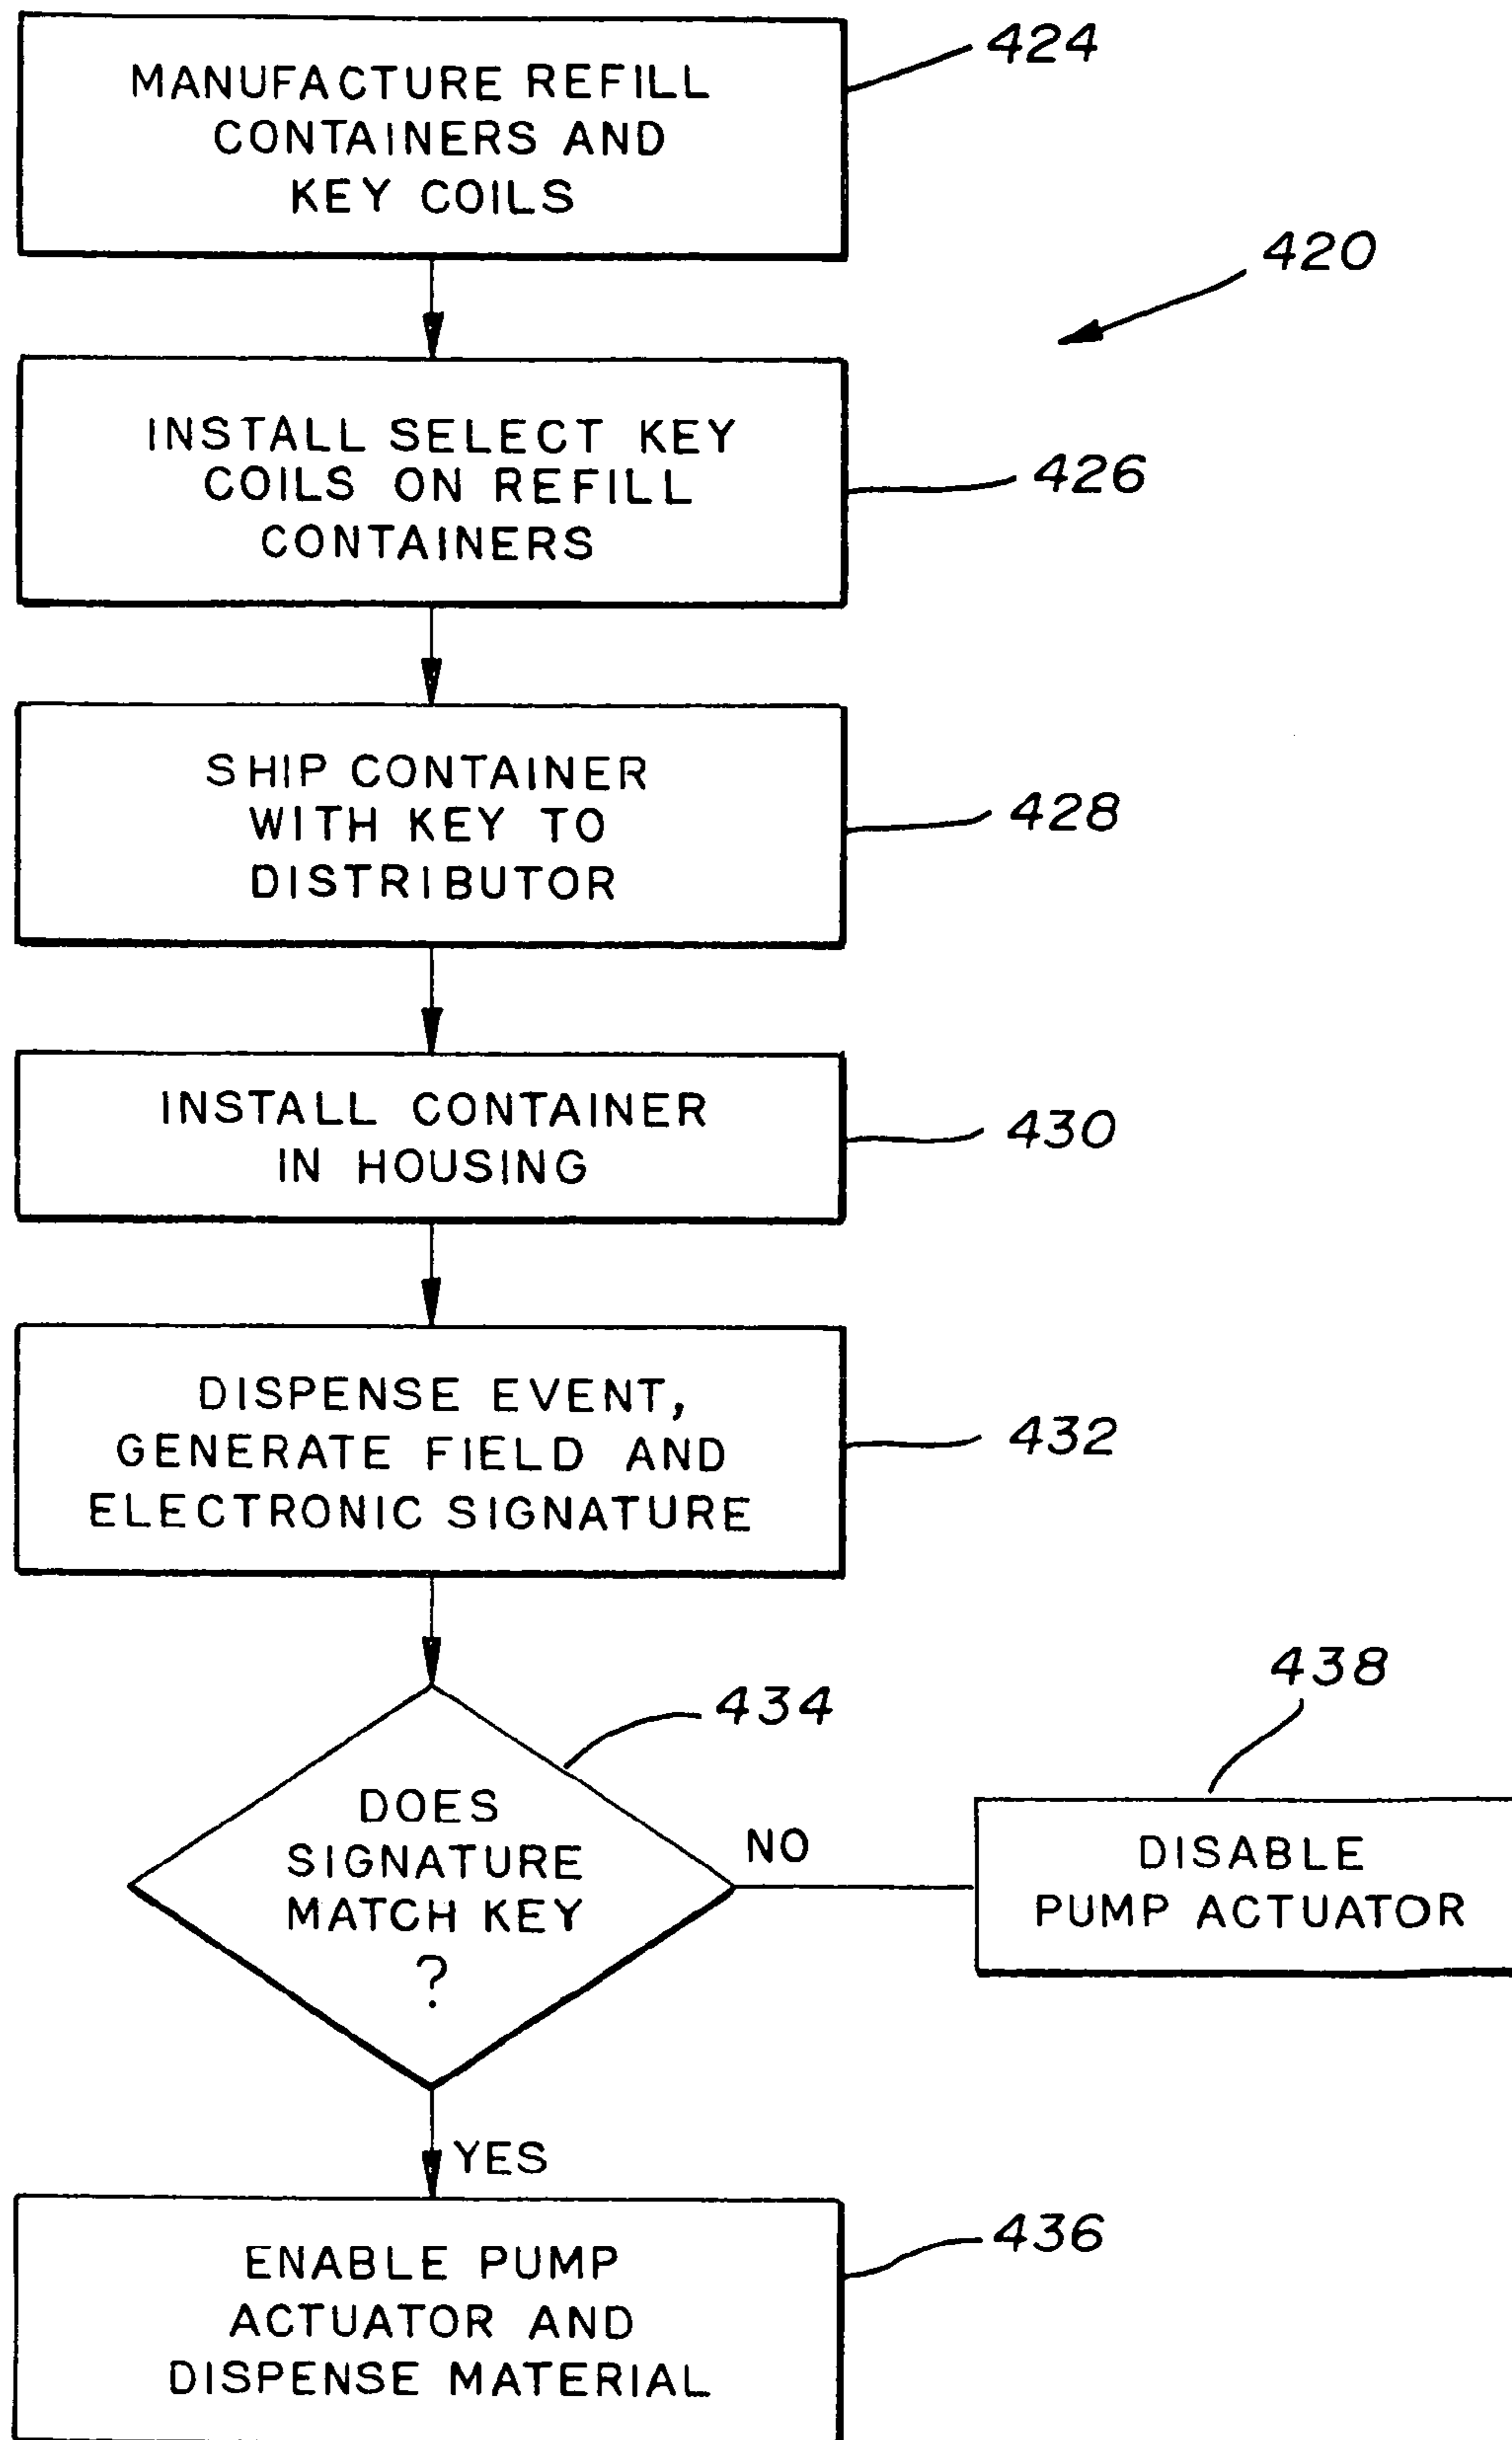 MANUFACTURE REFILL
CONTAINERS AND
KEY COILS
424
420
INSTALL SELECT KEY
COILS ON REFILL
CONTAINERS
426
SHIP CONTAINER
WITH KEY TO
DISTRIBUTOR
428
INSTALL CONTAINER
IN HOUSING
430
DISPENSE EVENT,
GENERATE FIELD AND
ELECTRONIC SIGNATURE
432
434
DOES
SIGNATURE
MATCH KEY
?
NO
438
DISABLE
PUMP ACTUATOR
YES
ENABLE PUMP
ACTUATOR AND
DISPENSE MATERIAL
436